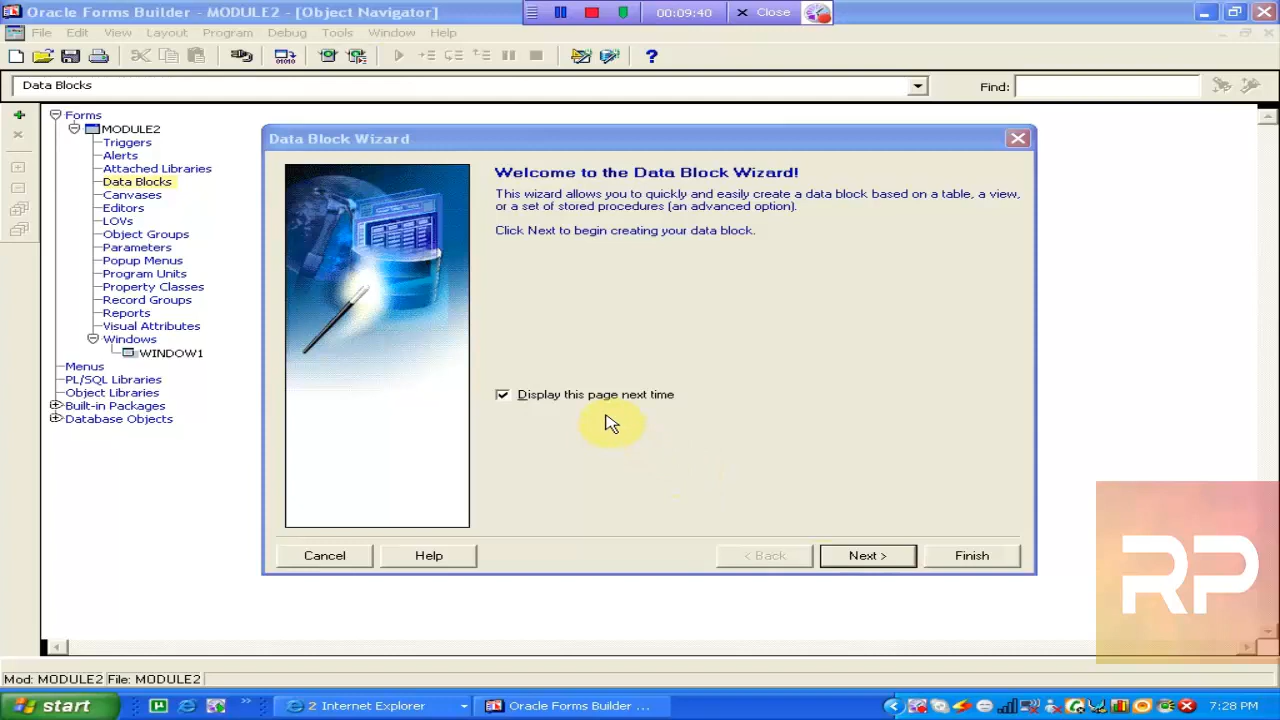 Oracle Forms Builder - MODULE2 - [Object Navigator]
00:09:40
Close
File Edit View Layout Program Debug Tools Window Help
Data Blocks
Find:
Forms
MODULE2
Triggers
Alerts
Attached Libraries
Data Blocks
Canvases
Editors
LOVs
Object Groups
Parameters
Popup Menus
Program Units
Property Classes
Record Groups
Reports
Visual Attributes
Windows
WINDOW1
Menus
PL/SQL Libraries
Object Libraries
Built-in Packages
Database Objects
Data Block Wizard
Welcome to the Data Block Wizard!
This wizard allows you to quickly and easily create a data block based on a table, a view,
or a set of stored procedures (an advanced option).
Click Next to begin creating your data block.
Display this page next time
Cancel
Help
< Back
Next >
Finish
RP
Mod: MODULE2 File: MODULE2
start
2 Internet Explorer
Oracle Forms Builder ...
7:28 PM